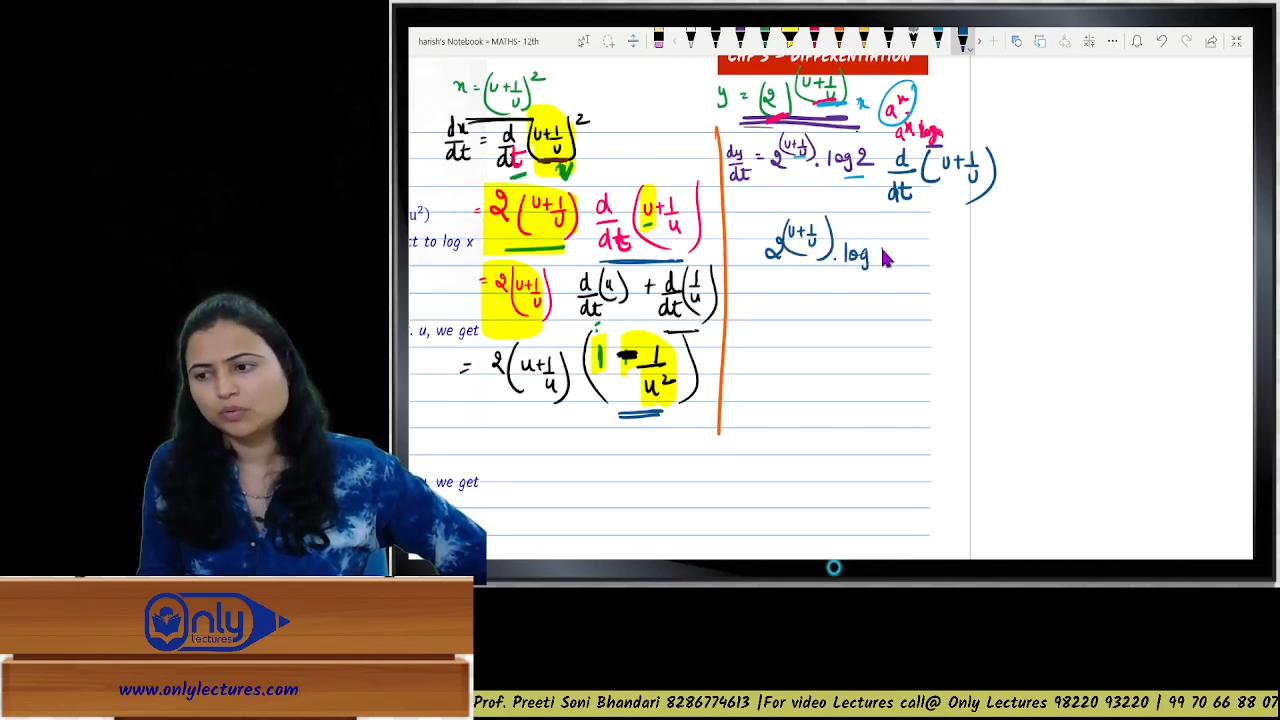 harish's Notebook » MATHS- 12th
CHP 3 - DIFFERENTIATION
x = (u+1/u)^2
dx/dt = d/dt (u+1/u)^2
v
= 2 (u+1/u) d/dt (u+1/u)
= 2(u+1/u) d/dt (u) + d/dt (1/u)
= 2(u+1/u) (1 - 1/u²)
y = (2)^(u+1/u) x a^x
a^x log a
dy/dt = 2^(u+1/u) . log 2 d/dt (u+1/u)
2^(u+1/u) . log
u²)
ct to log x
. u, we get
, we get
Only
lectures
www.onlylectures.com
Prof. Preeti Soni Bhandari 8286774613 |For video Lectures call@ Only Lectures 98220 93220 | 99 70 66 88 07